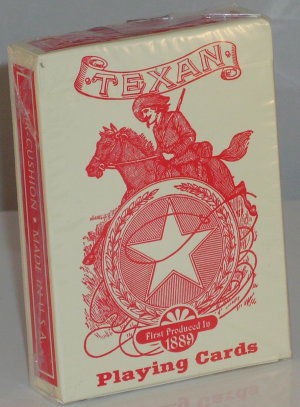 ·TEXAN·
First Produced In
1889
Playing Cards
CUSHION • MADE IN U.S.A.